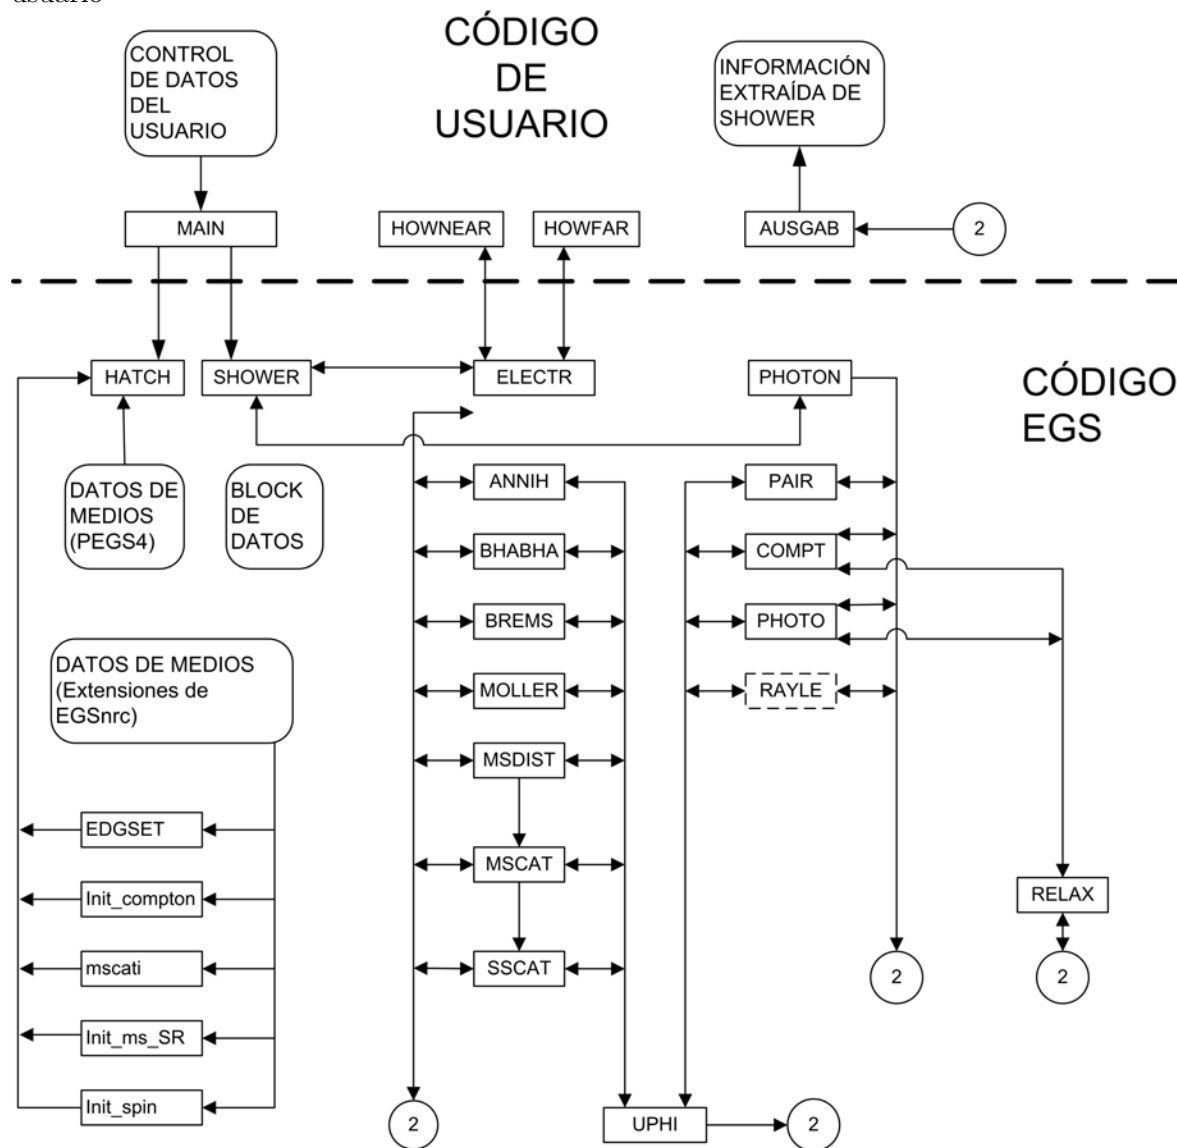 usuario
CONTROL
DE DATOS
DEL
USUARIO
CÓDIGO
DE
USUARIO
INFORMACIÓN
EXTRAÍDA DE
SHOWER
MAIN
HOWNEAR
HOWFAR
AUSGAB
2
HATCH
SHOWER
ELECTR
PHOTON
CÓDIGO
EGS
DATOS DE
MEDIOS
(PEGS4)
BLOCK
DE
DATOS
ANNIH
PAIR
BHABHA
COMPT
BREMS
PHOTO
DATOS DE MEDIOS
(Extensiones de
EGSnrc)
MOLLER
RAYLE
MSDIST
EDGSET
MSCAT
Init_compton
RELAX
mscati
SSCAT
2
2
Init_ms_SR
Init_spin
2
UPHI
2